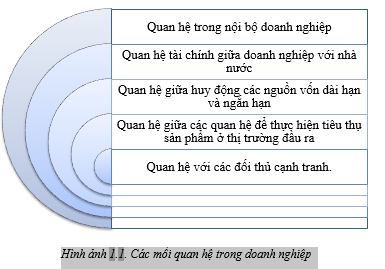 Quan hệ trong nội bộ doanh nghiệp
Quan hệ tài chính giữa doanh nghiệp với nhà
nước
Quan hệ giữa huy động các nguồn vốn dài hạn
và ngắn hạn
Quan hệ giữa các quan hệ để thực hiện tiêu thụ
sản phẩm ở thị trường đầu ra
Quan hệ với các đối thủ cạnh tranh.
Hình ảnh 1.1. Các mối quan hệ trong doanh nghiệp